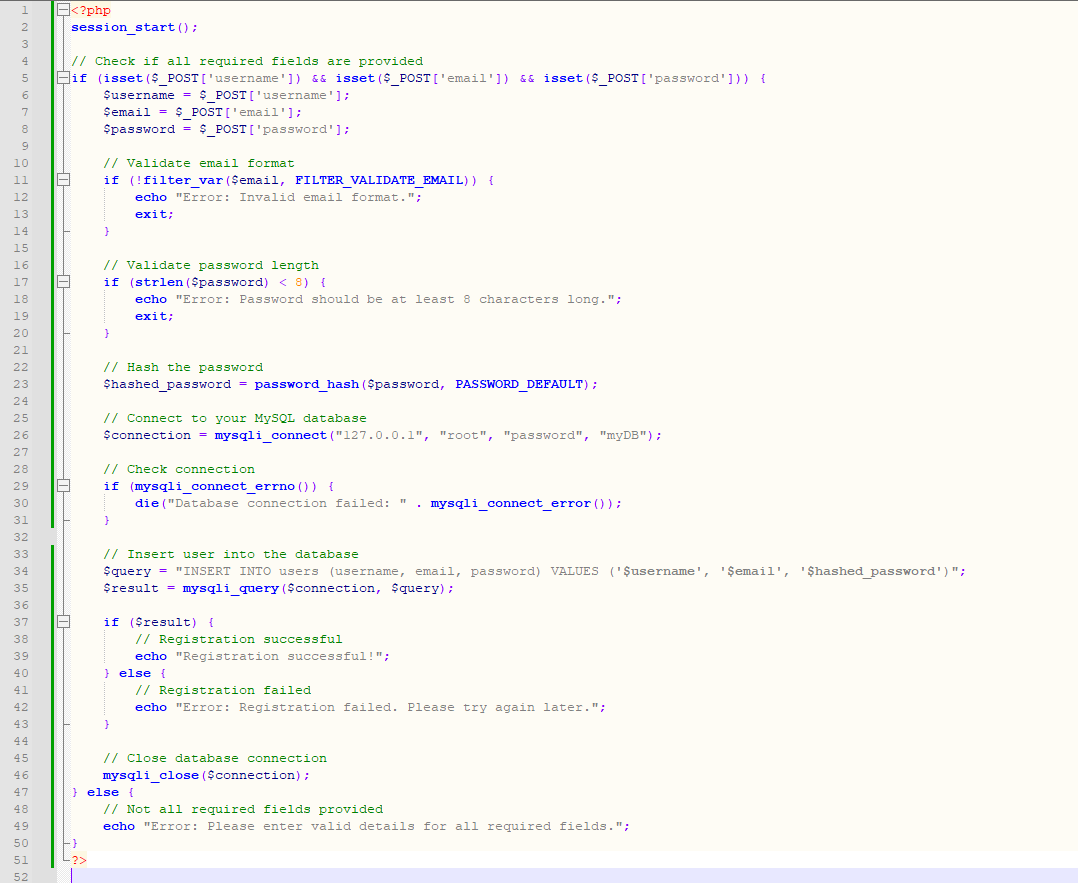 1 <?php
2 session_start();
3
4 // Check if all required fields are provided
5 if (isset($_POST['username']) && isset($_POST['email']) && isset($_POST['password'])) {
6     $username = $_POST['username'];
7     $email = $_POST['email'];
8     $password = $_POST['password'];
9
10     // Validate email format
11     if (!filter_var($email, FILTER_VALIDATE_EMAIL)) {
12         echo "Error: Invalid email format.";
13         exit;
14     }
15
16     // Validate password length
17     if (strlen($password) < 8) {
18         echo "Error: Password should be at least 8 characters long.";
19         exit;
20     }
21
22     // Hash the password
23     $hashed_password = password_hash($password, PASSWORD_DEFAULT);
24
25     // Connect to your MySQL database
26     $connection = mysqli_connect("127.0.0.1", "root", "password", "myDB");
27
28     // Check connection
29     if (mysqli_connect_errno()) {
30         die("Database connection failed: " . mysqli_connect_error());
31     }
32
33     // Insert user into the database
34     $query = "INSERT INTO users (username, email, password) VALUES ('$username', '$email', '$hashed_password')";
35     $result = mysqli_query($connection, $query);
36
37     if ($result) {
38         // Registration successful
39         echo "Registration successful!";
40     } else {
41         // Registration failed
42         echo "Error: Registration failed. Please try again later.";
43     }
44
45     // Close database connection
46     mysqli_close($connection);
47 } else {
48     // Not all required fields provided
49     echo "Error: Please enter valid details for all required fields.";
50 }
51 ?>
52